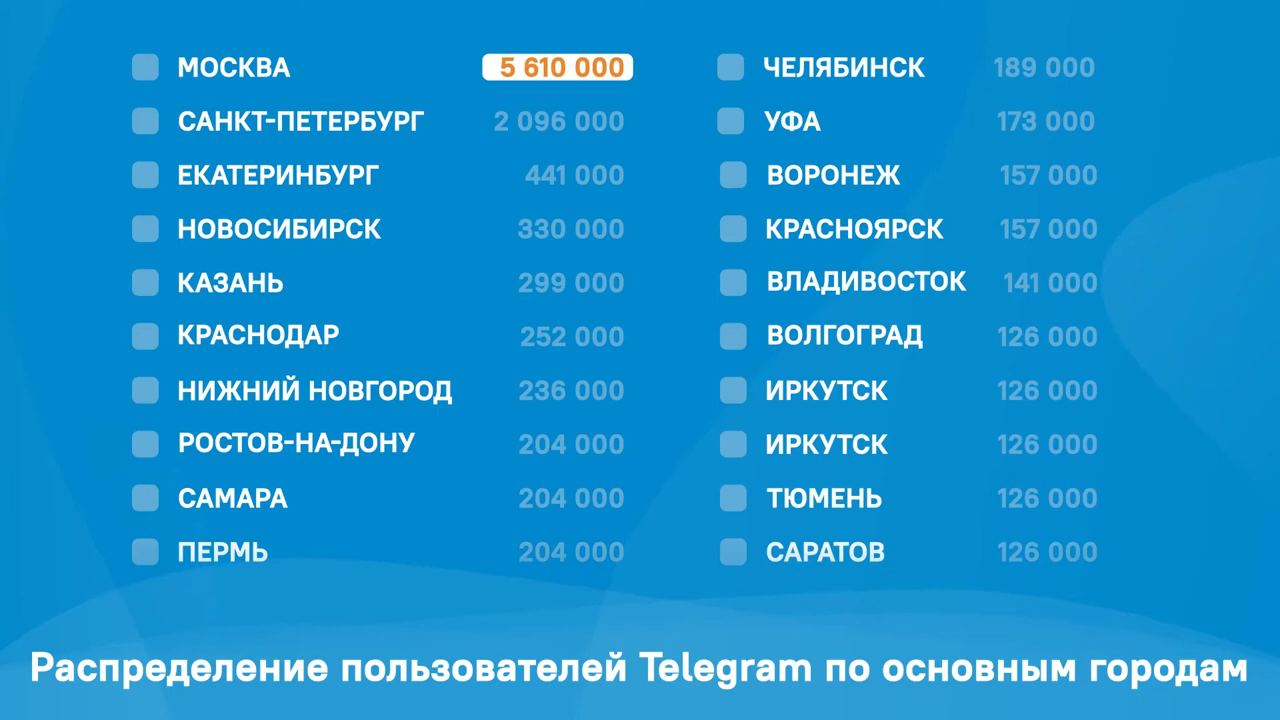 МОСКВА 5 610 000
САНКТ-ПЕТЕРБУРГ 2 096 000
ЕКАТЕРИНБУРГ 441 000
НОВОСИБИРСК 330 000
КАЗАНЬ 299 000
КРАСНОДАР 252 000
НИЖНИЙ НОВГОРОД 236 000
РОСТОВ-НА-ДОНУ 204 000
САМАРА 204 000
ПЕРМЬ 204 000
ЧЕЛЯБИНСК 189 000
УФА 173 000
ВОРОНЕЖ 157 000
КРАСНОЯРСК 157 000
ВЛАДИВОСТОК 141 000
ВОЛГОГРАД 126 000
ИРКУТСК 126 000
ИРКУТСК 126 000
ТЮМЕНЬ 126 000
САРАТОВ 126 000
Распределение пользователей Telegram по основным городам